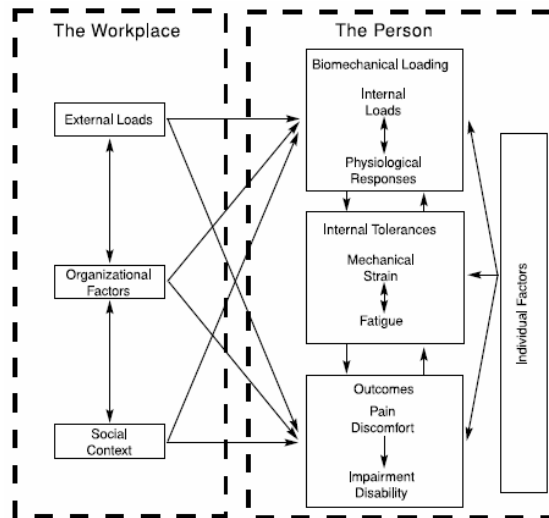 The Workplace
External Loads
Organizational
Factors
Social
Context
The Person
Biomechanical Loading
Internal
Loads
Physiological
Responses
Internal Tolerances
Mechanical
Strain
Fatigue
Outcomes
Pain
Discomfort
Impairment
Disability
Individual Factors